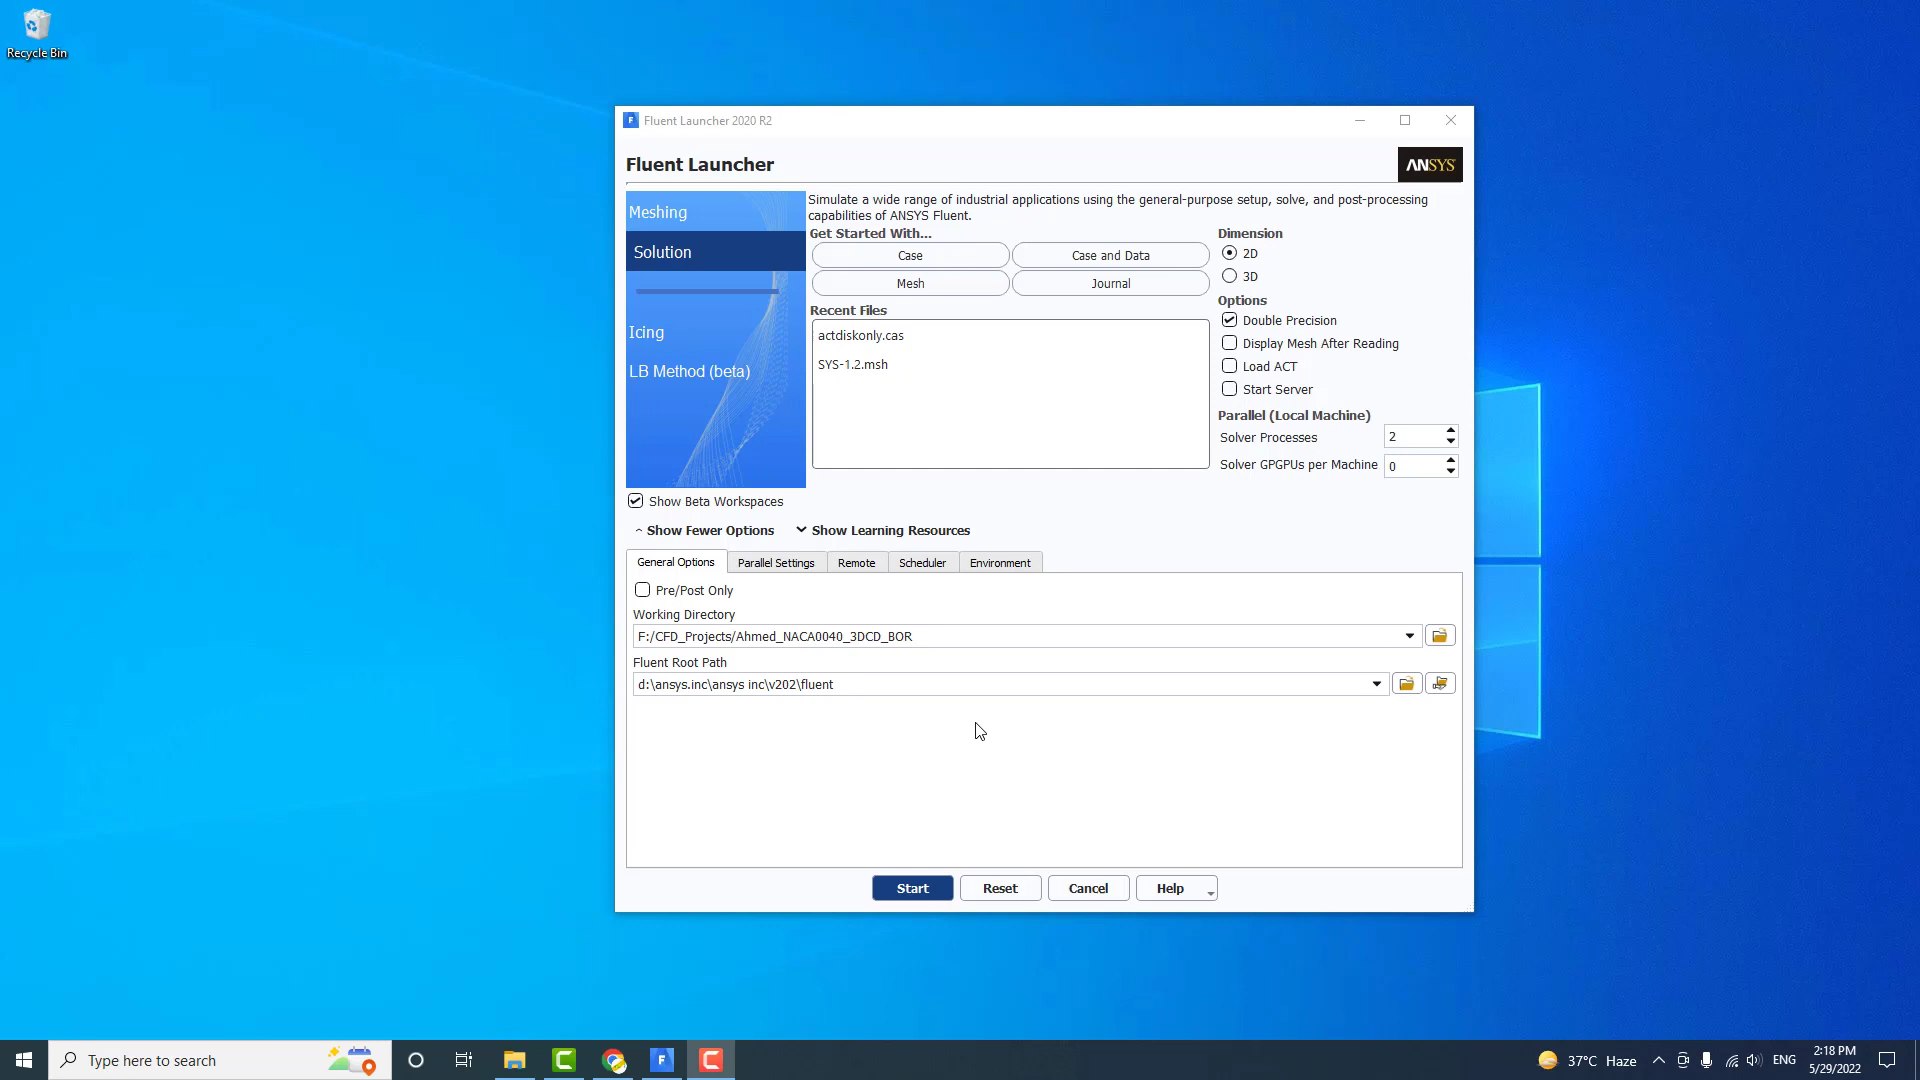 Recycle Bin
Fluent Launcher 2020 R2
Fluent Launcher
ANSYS
Meshing
Solution
Icing
LB Method (beta)
Simulate a wide range of industrial applications using the general-purpose setup, solve, and post-processing
capabilities of ANSYS Fluent.
Get Started With...
Case
Case and Data
Mesh
Journal
Recent Files
actdiskonly.cas
SYS-1.2.msh
Dimension
2D
3D
Options
Double Precision
Display Mesh After Reading
Load ACT
Start Server
Parallel (Local Machine)
Solver Processes
2
Solver GPGPUs per Machine
0
Show Beta Workspaces
Show Fewer Options
Show Learning Resources
General Options
Parallel Settings
Remote
Scheduler
Environment
Pre/Post Only
Working Directory
F:/CFD_Projects/Ahmed_NACA0040_3DCD_BOR
Fluent Root Path
d:\ansys.inc\ansys inc\v202\fluent
Start
Reset
Cancel
Help
Type here to search
37°C Haze
ENG
2:18 PM
5/29/2022